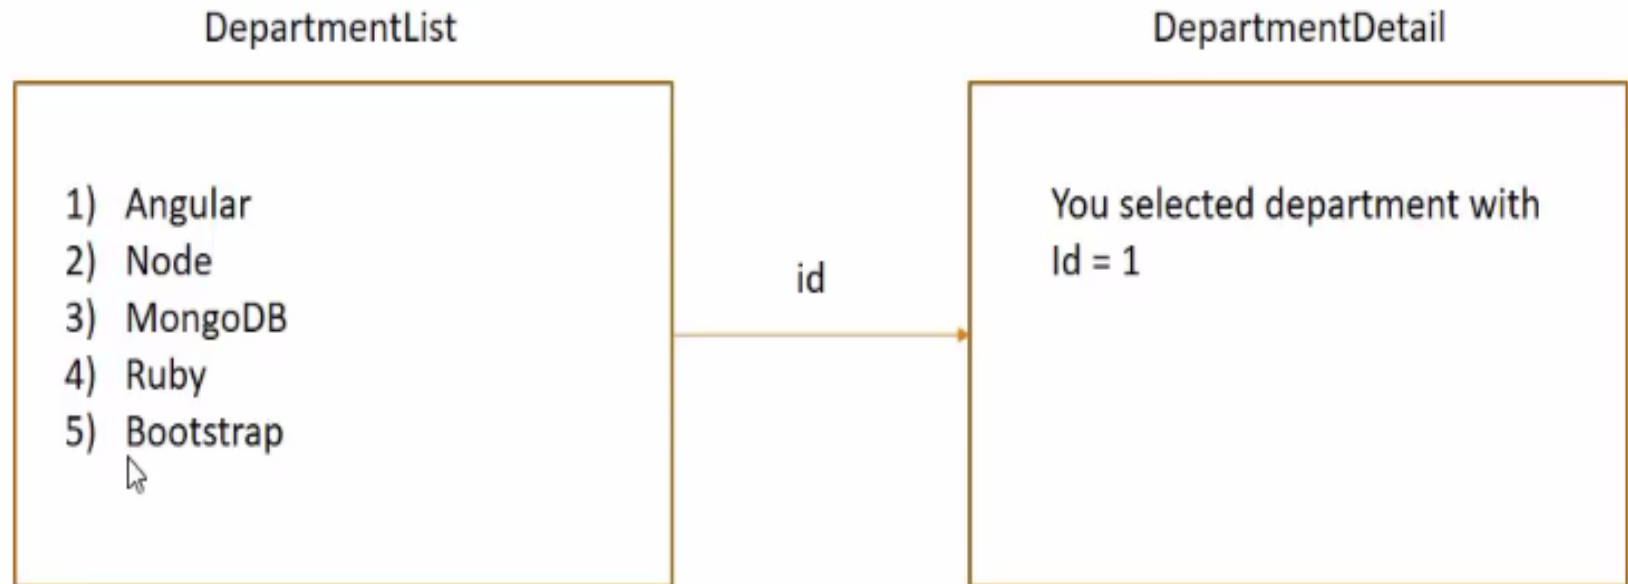 DepartmentList
1) Angular
2) Node
3) MongoDB
4) Ruby
5) Bootstrap
id
DepartmentDetail
You selected department with
Id = 1